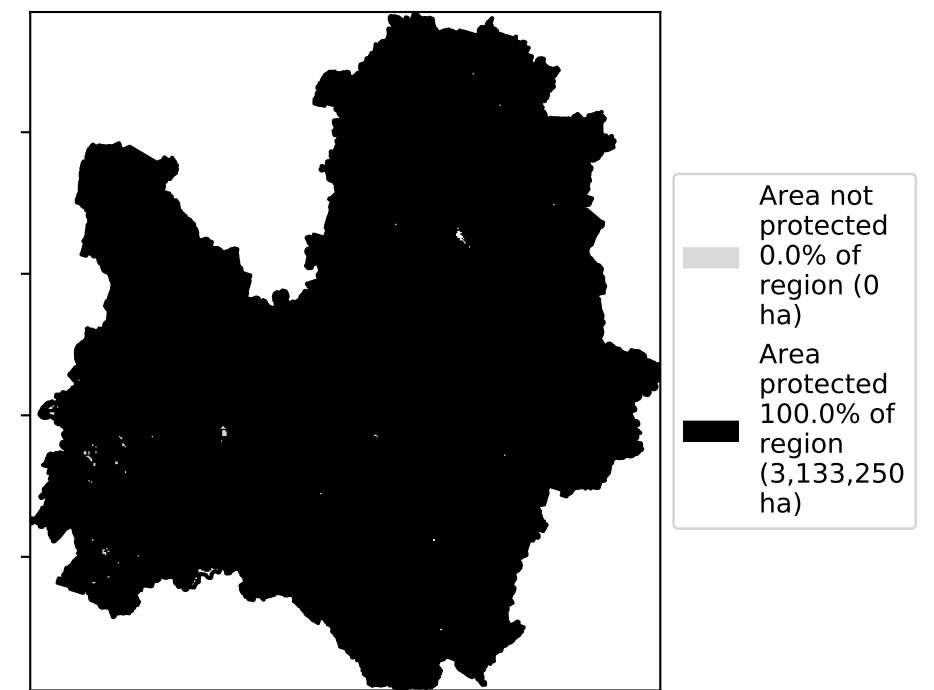 Area not
protected
0.0% of
region (0
ha)
Area
protected
100.0% of
region
(3,133,250
ha)